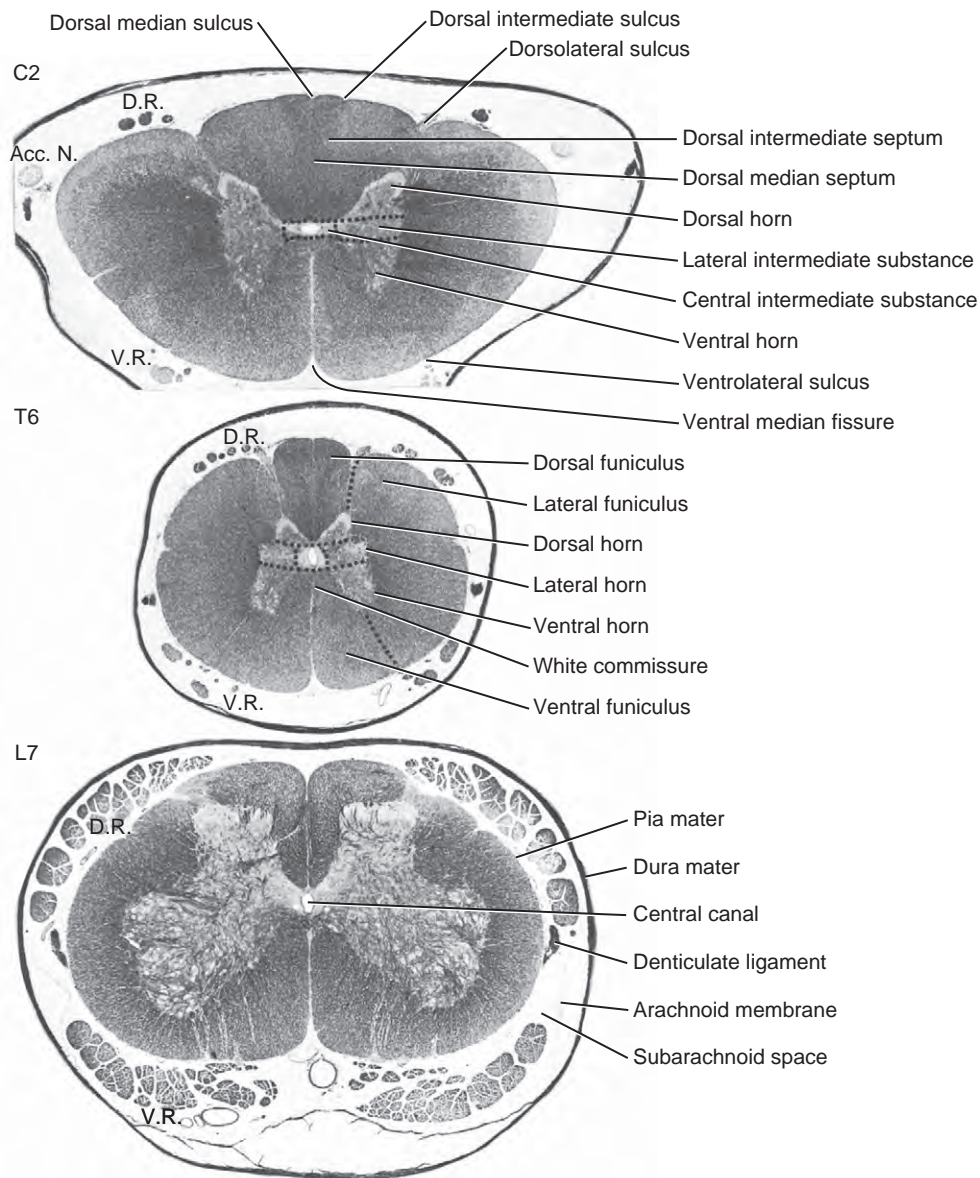 Dorsal median sulcus
Dorsal intermediate sulcus
Dorsolateral sulcus
C2
D.R.
Acc. N.
Dorsal intermediate septum
Dorsal median septum
Dorsal horn
Lateral intermediate substance
Central intermediate substance
Ventral horn
V.R.
Ventrolateral sulcus
Ventral median fissure
T6
D.R.
Dorsal funiculus
Lateral funiculus
Dorsal horn
Lateral horn
Ventral horn
White commissure
Ventral funiculus
V.R.
L7
D.R.
Pia mater
Dura mater
Central canal
Denticulate ligament
Arachnoid membrane
Subarachnoid space
V.R.